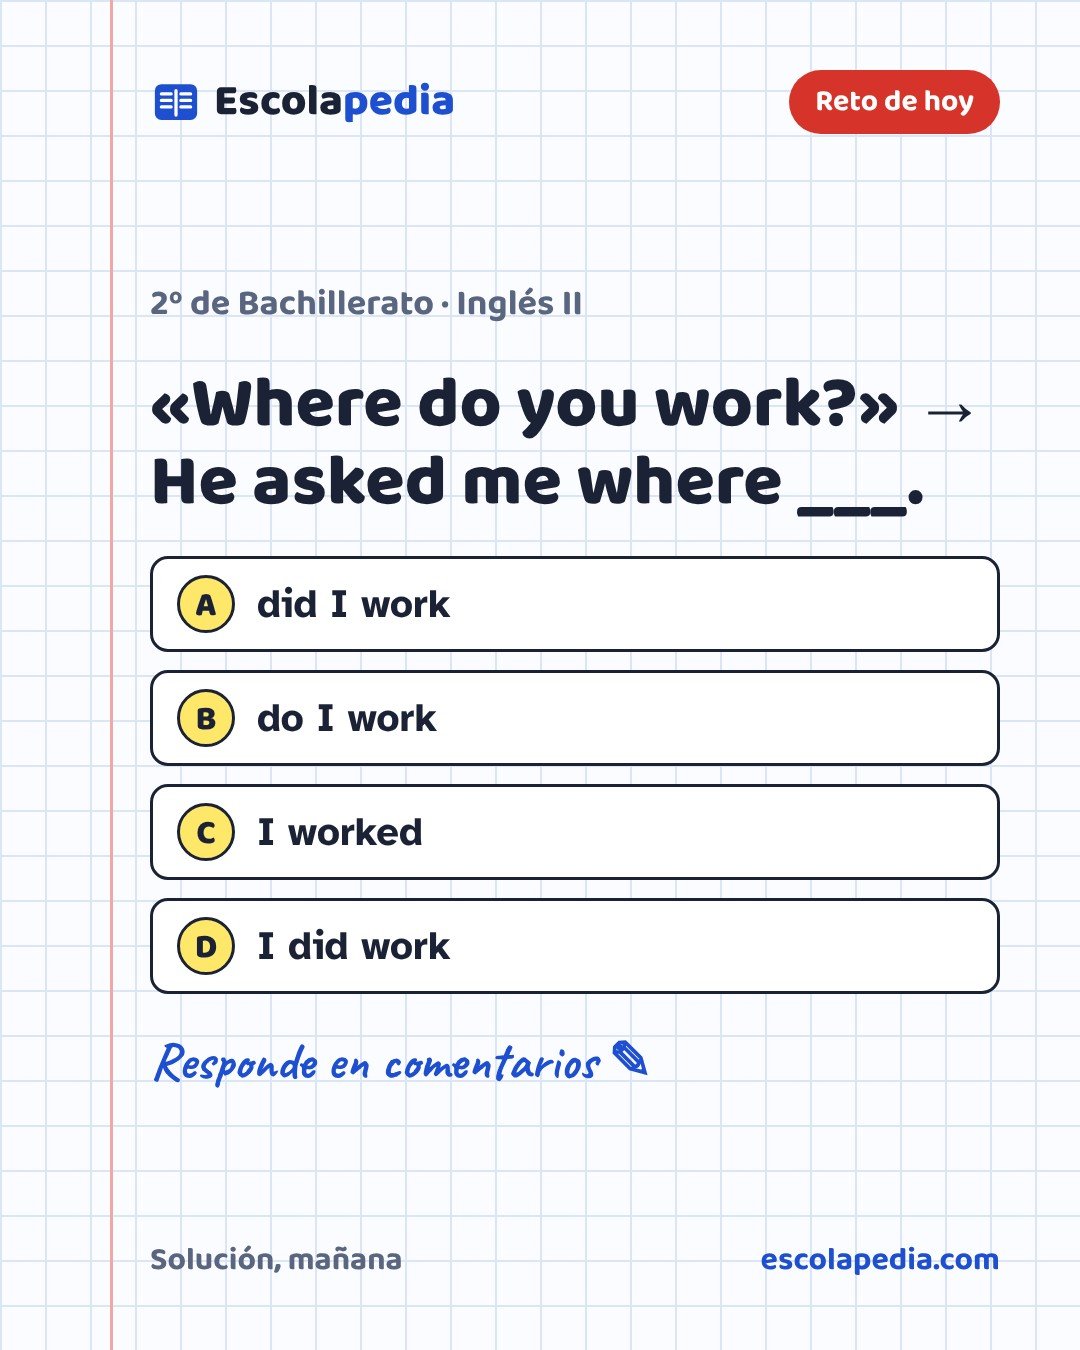 Escolapedia
Reto de hoy
2º de Bachillerato · Inglés II
«Where do you work?» →
He asked me where ___.
A did I work
B do I work
C I worked
D I did work
Responde en comentarios ✎
Solución, mañana
escolapedia.com